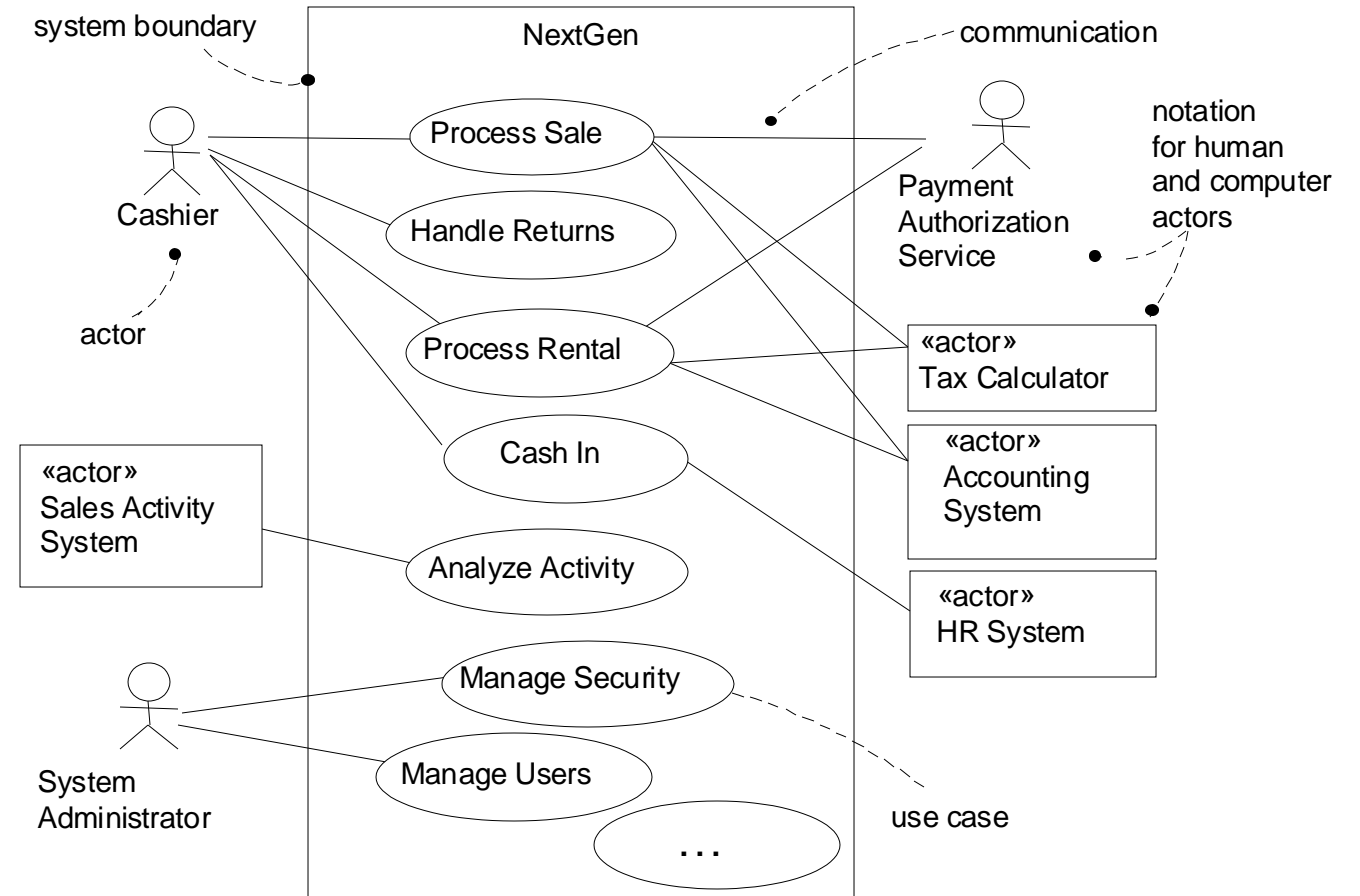 system boundary
NextGen
communication
Process Sale
notation
for human
and computer
actors
Cashier
Payment
Authorization
Service
Handle Returns
actor
Process Rental
«actor»
Tax Calculator
Cash In
«actor»
Accounting
System
«actor»
Sales Activity
System
Analyze Activity
«actor»
HR System
Manage Security
System
Administrator
Manage Users
use case
. . .